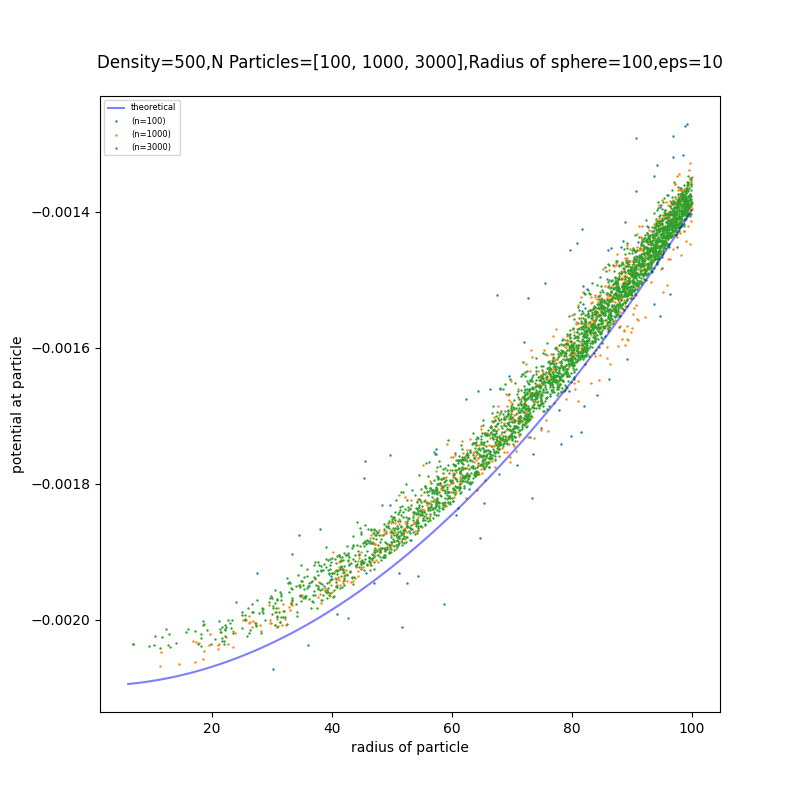 Density=500,N Particles=[100, 1000, 3000],Radius of sphere=100,eps=10
theoretical
(n=100)
(n=1000)
(n=3000)
−0.0014
−0.0016
−0.0018
−0.0020
potential at particle
20 40 60 80 100
radius of particle